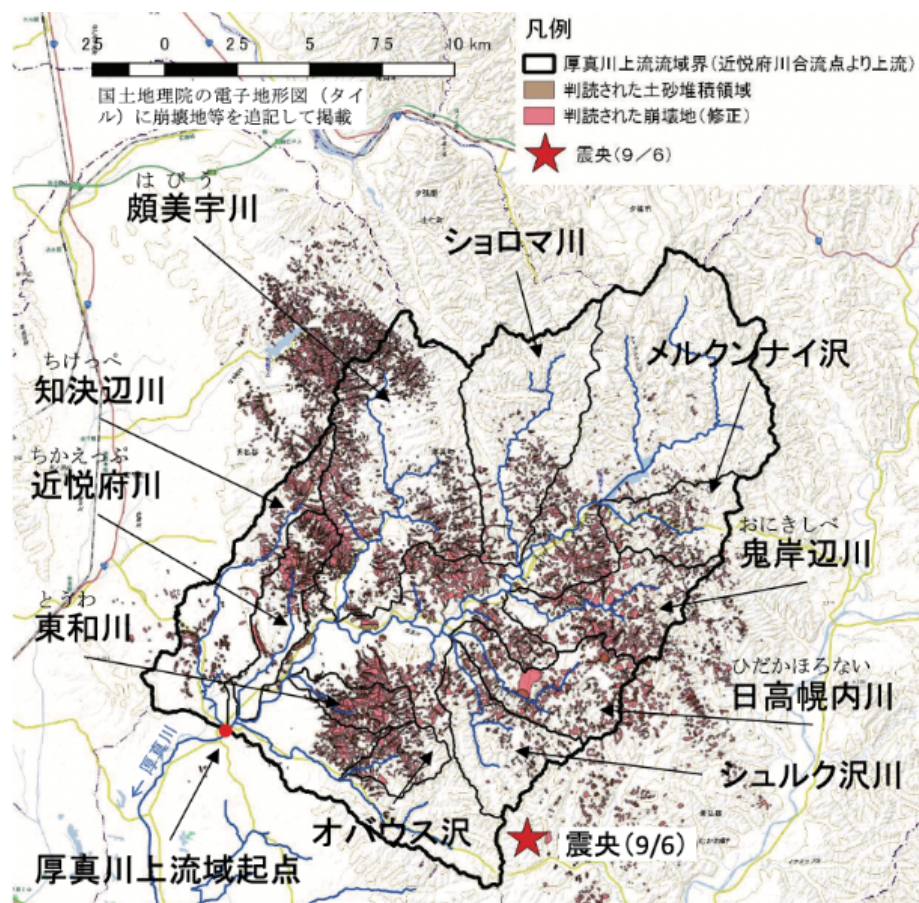 2.5 0 2.5 5 7.5 10 km
国土地理院の電子地形図（タイ
ル）に崩壊地等を追記して掲載
凡例
厚真川上流流域界（近悦府川合流点より上流）
判読された土砂堆積領域
判読された崩壊地（修正）
震央（9／6）
はびう
頗美宇川
ショロマ川
メルクンナイ沢
ちけっぺ
知決辺川
ちかえっぷ
近悦府川
おにきしべ
鬼岸辺川
とうわ
東和川
ひだかほろない
日高幌内川
シュルク沢川
厚真川
オバウス沢
震央（9/6）
厚真川上流域起点